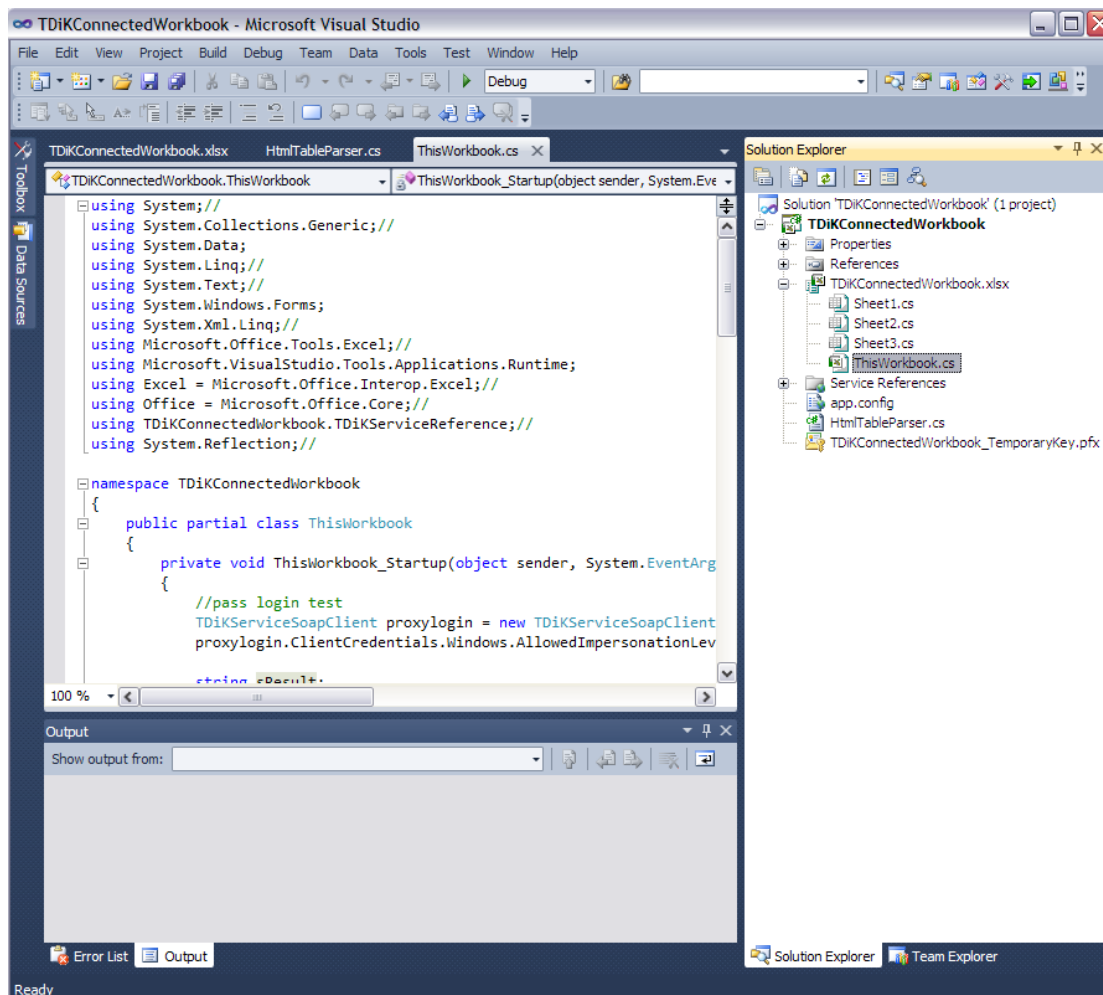 TDiKConnectedWorkbook - Microsoft Visual Studio
File Edit View Project Build Debug Team Data Tools Test Window Help
Debug
Toolbox
Data Sources
TDiKConnectedWorkbook.xlsx HtmlTableParser.cs ThisWorkbook.cs
TDiKConnectedWorkbook.ThisWorkbook ThisWorkbook_Startup(object sender, System.Eve
using System;//
using System.Collections.Generic;//
using System.Data;
using System.Linq;//
using System.Text;//
using System.Windows.Forms;
using System.Xml.Linq;//
using Microsoft.Office.Tools.Excel;//
using Microsoft.VisualStudio.Tools.Applications.Runtime;
using Excel = Microsoft.Office.Interop.Excel;//
using Office = Microsoft.Office.Core;//
using TDiKConnectedWorkbook.TDiKServiceReference;//
using System.Reflection;//
namespace TDiKConnectedWorkbook
{
public partial class ThisWorkbook
{
private void ThisWorkbook_Startup(object sender, System.EventArg
{
//pass login test
TDiKServiceSoapClient proxylogin = new TDiKServiceSoapClient
proxylogin.ClientCredentials.Windows.AllowedImpersonationLev
string sResult;
100 %
Output
Show output from:
Error List Output
Solution Explorer
Solution 'TDiKConnectedWorkbook' (1 project)
TDiKConnectedWorkbook
Properties
References
TDiKConnectedWorkbook.xlsx
Sheet1.cs
Sheet2.cs
Sheet3.cs
ThisWorkbook.cs
Service References
app.config
HtmlTableParser.cs
TDiKConnectedWorkbook_TemporaryKey.pfx
Solution Explorer Team Explorer
Ready